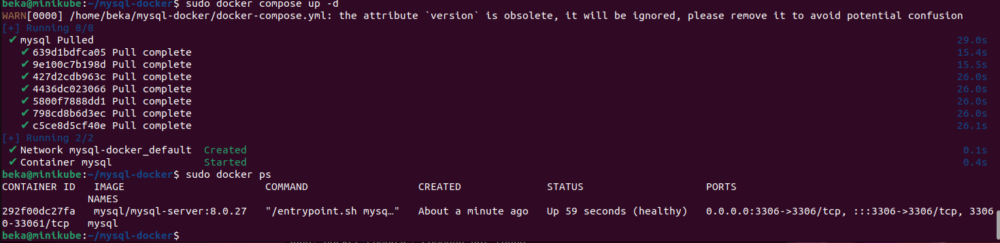 beka@minikube:~/mysql-docker$ sudo docker compose up -d
WARN[0000] /home/beka/mysql-docker/docker-compose.yml: the attribute `version` is obsolete, it will be ignored, please remove it to avoid potential confusion
[+] Running 8/8
✔ mysql Pulled 29.0s
✔ 639d1bdfca05 Pull complete 15.4s
✔ 9e100c7b198d Pull complete 15.5s
✔ 427d2cdb963c Pull complete 26.0s
✔ 4436dc023066 Pull complete 26.0s
✔ 5800f7888dd1 Pull complete 26.0s
✔ 798cd8b6d3ec Pull complete 26.0s
✔ c5ce8d5cf40e Pull complete 26.1s
[+] Running 2/2
✔ Network mysql-docker_default Created 0.1s
✔ Container mysql Started 0.4s
beka@minikube:~/mysql-docker$ sudo docker ps
CONTAINER ID IMAGE COMMAND CREATED STATUS PORTS
NAMES
292f00dc27fa mysql/mysql-server:8.0.27 "/entrypoint.sh mysq…" About a minute ago Up 59 seconds (healthy) 0.0.0.0:3306->3306/tcp, :::3306->3306/tcp, 3306
0-33061/tcp mysql
beka@minikube:~/mysql-docker$